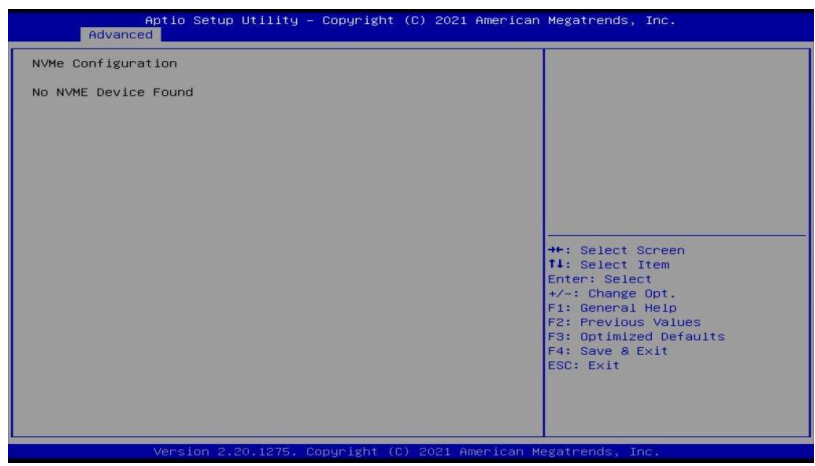 Aptio Setup Utility – Copyright (C) 2021 American Megatrends, Inc.
Advanced
NVMe Configuration
No NVME Device Found
→←: Select Screen
↑↓: Select Item
Enter: Select
+/-: Change Opt.
F1: General Help
F2: Previous Values
F3: Optimized Defaults
F4: Save & Exit
ESC: Exit
Version 2.20.1275. Copyright (C) 2021 American Megatrends, Inc.